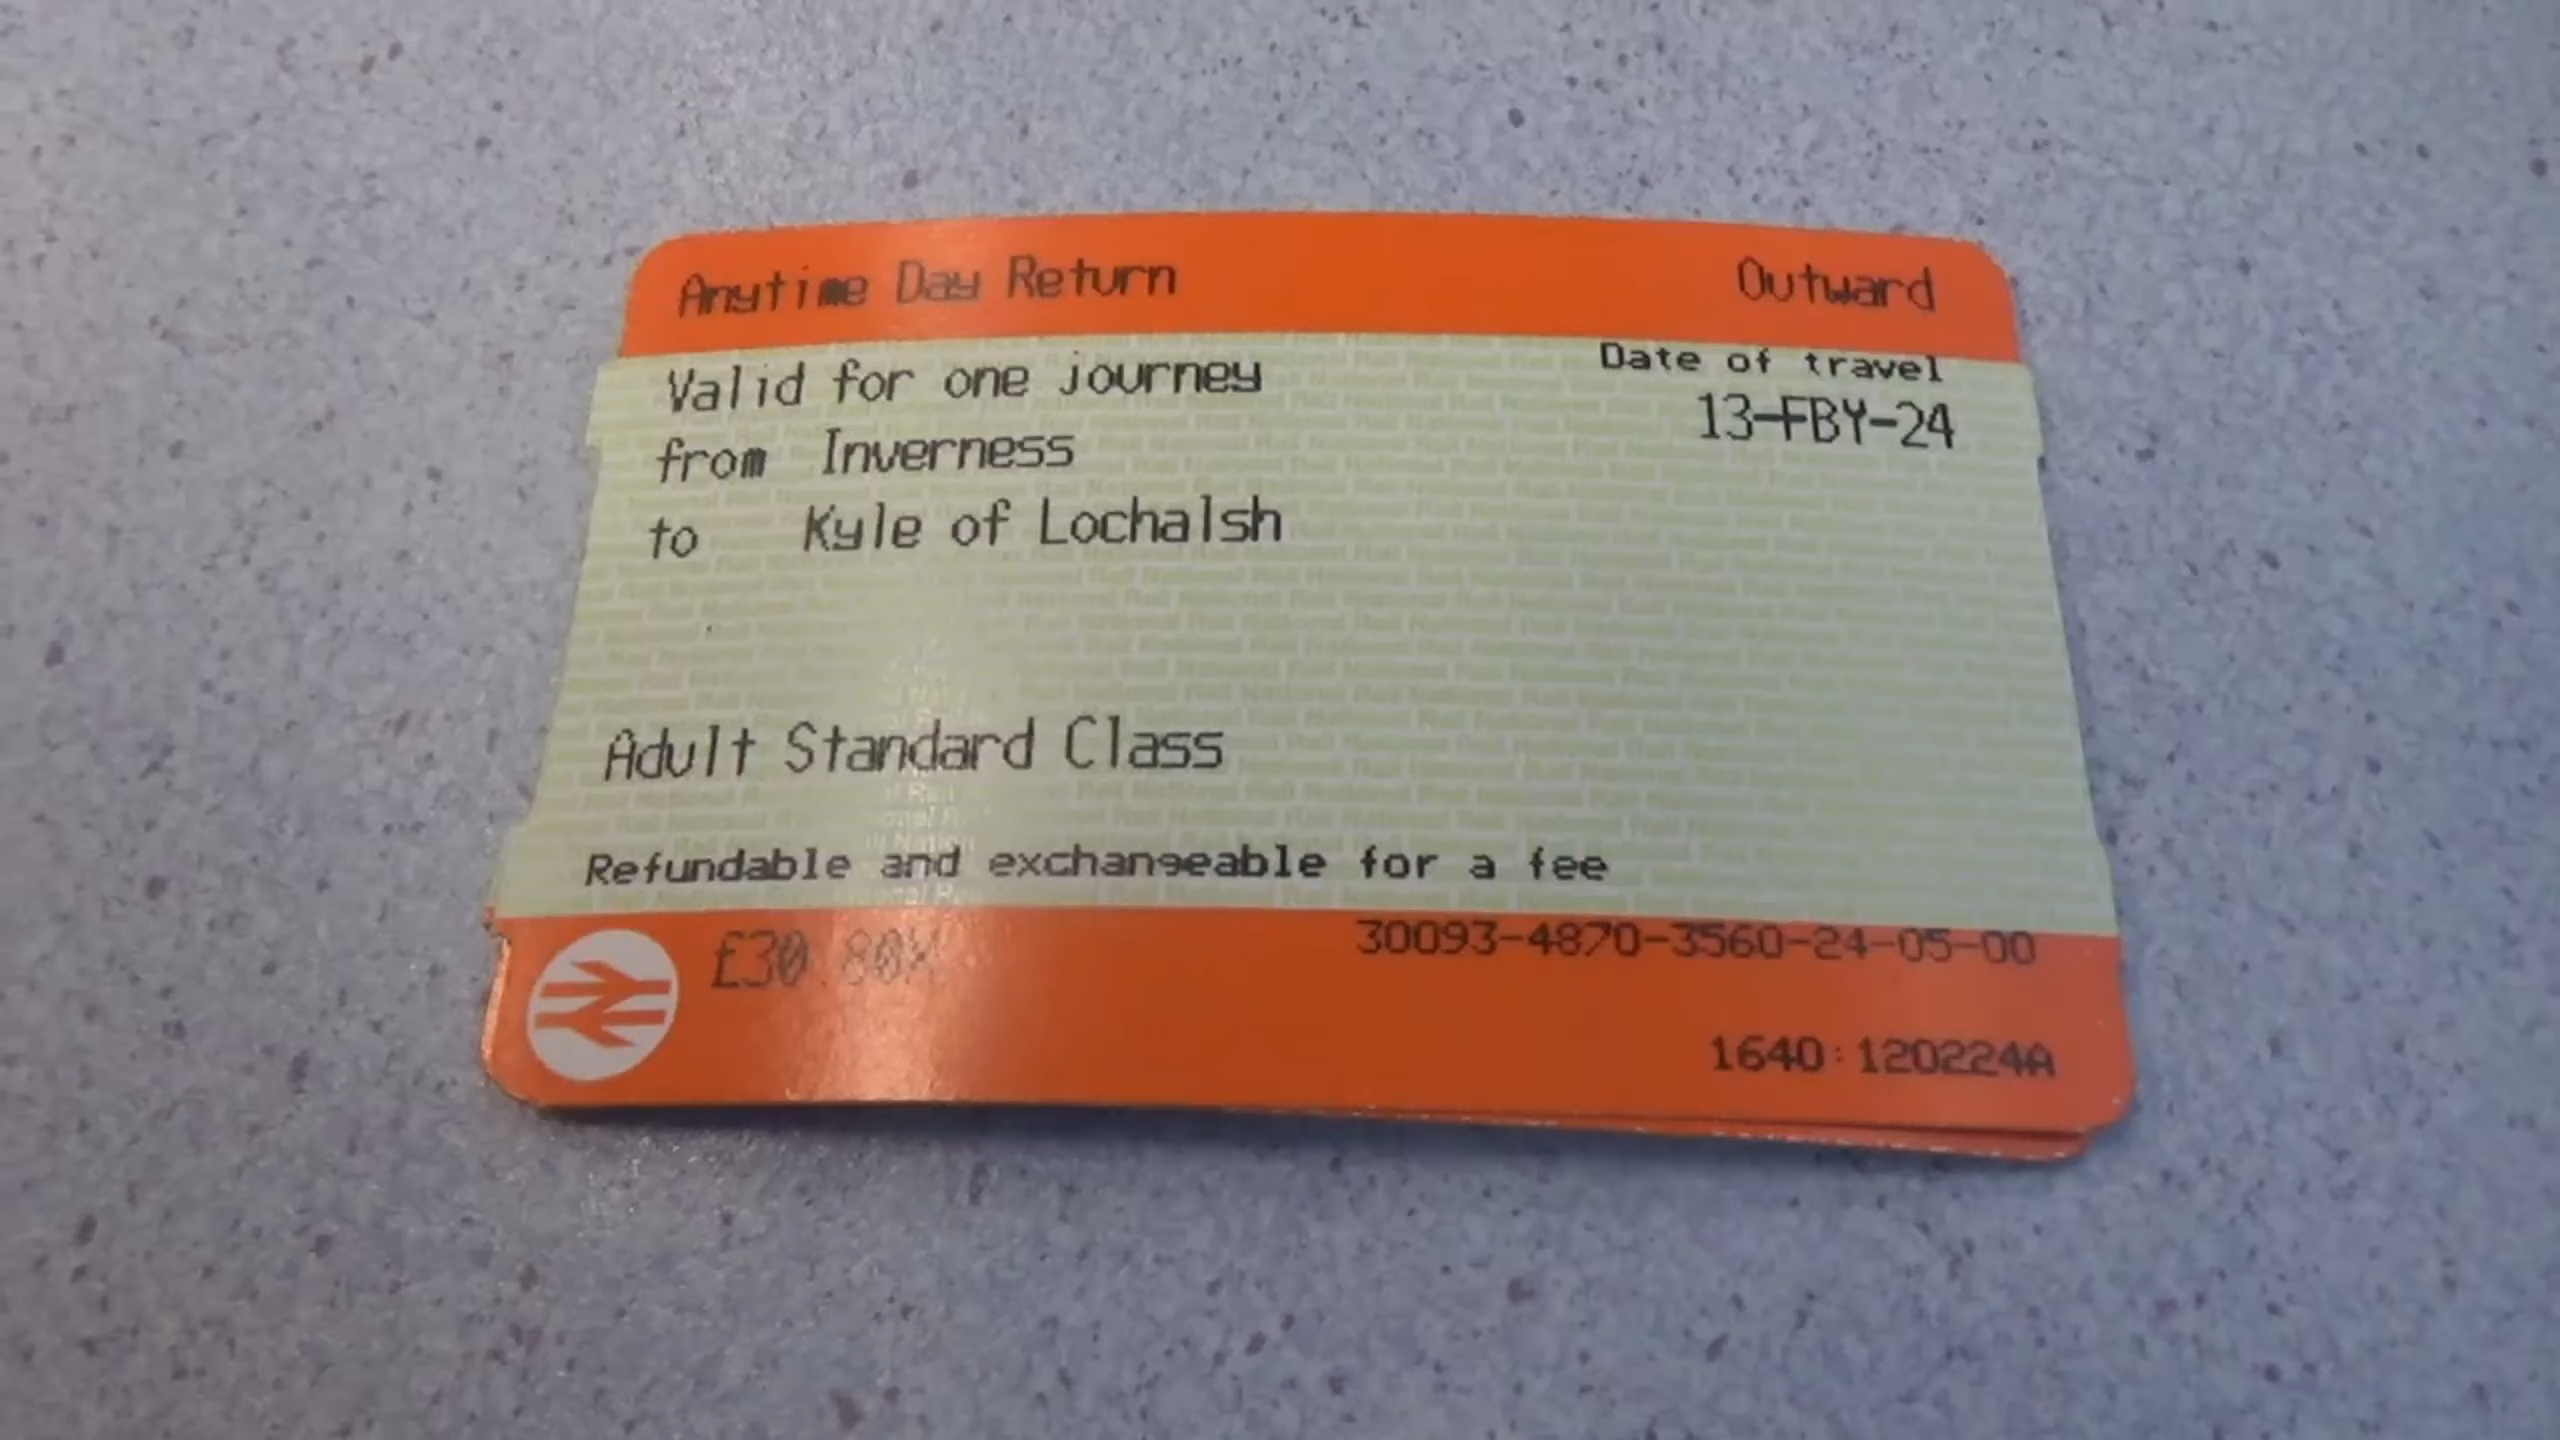 Anytime Day Return Outward
Valid for one journey Date of travel
from Inverness 13-FBY-24
to Kyle of Lochalsh
Adult Standard Class
Refundable and exchangeable for a fee
£30.80X 30093-4870-3560-24-05-00
1640:120224A